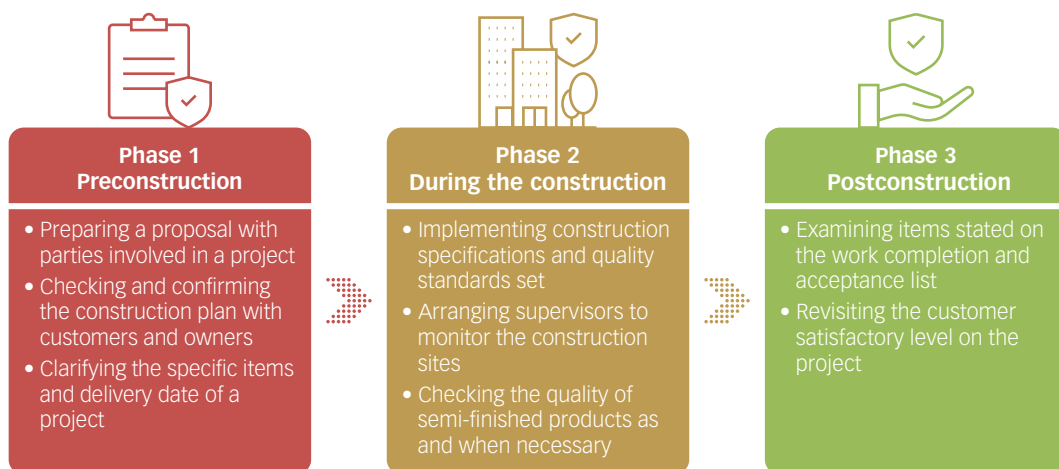 Phase 1
Preconstruction
• Preparing a proposal with
parties involved in a project
• Checking and confirming
the construction plan with
customers and owners
• Clarifying the specific items
and delivery date of a
project
Phase 2
During the construction
• Implementing construction
specifications and quality
standards set
• Arranging supervisors to
monitor the construction
sites
• Checking the quality of
semi-finished products as
and when necessary
Phase 3
Postconstruction
• Examining items stated on
the work completion and
acceptance list
• Revisiting the customer
satisfactory level on the
project